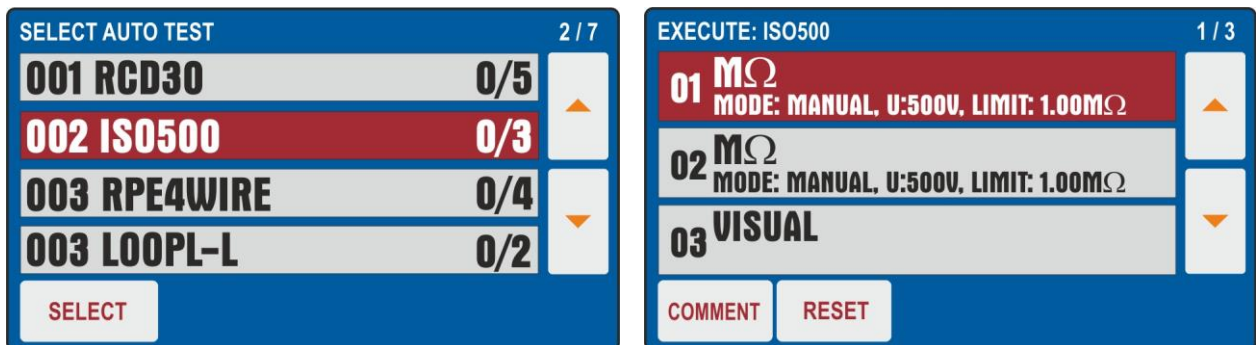 SELECT AUTO TEST 2 / 7
001 RCD30 0/5
002 ISO500 0/3
003 RPE4WIRE 0/4
003 LOOPL-L 0/2
SELECT
EXECUTE: ISO500 1 / 3
01 MΩ
MODE: MANUAL, U:500V, LIMIT: 1.00MΩ
02 MΩ
MODE: MANUAL, U:500V, LIMIT: 1.00MΩ
03 VISUAL
COMMENT RESET